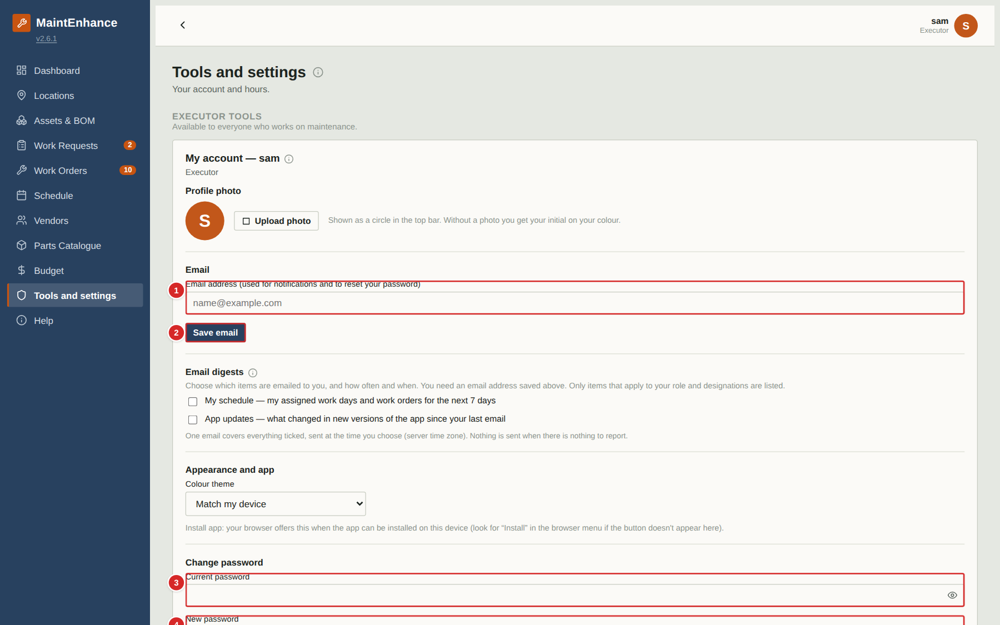 MaintEnhance
v2.6.1
Dashboard
Locations
Assets & BOM
Work Requests 2
Work Orders 10
Schedule
Vendors
Parts Catalogue
Budget
Tools and settings
Help
sam
Executor
S
Tools and settings
Your account and hours.
EXECUTOR TOOLS
Available to everyone who works on maintenance.
My account — sam
Executor
Profile photo
S
Upload photo
Shown as a circle in the top bar. Without a photo you get your initial on your colour.
Email
1
Email address (used for notifications and to reset your password)
name@example.com
2
Save email
Email digests
Choose which items are emailed to you, and how often and when. You need an email address saved above. Only items that apply to your role and designations are listed.
My schedule — my assigned work days and work orders for the next 7 days
App updates — what changed in new versions of the app since your last email
One email covers everything ticked, sent at the time you choose (server time zone). Nothing is sent when there is nothing to report.
Appearance and app
Colour theme
Match my device
Install app: your browser offers this when the app can be installed on this device (look for “Install” in the browser menu if the button doesn't appear here).
Change password
3
Current password
4
New password